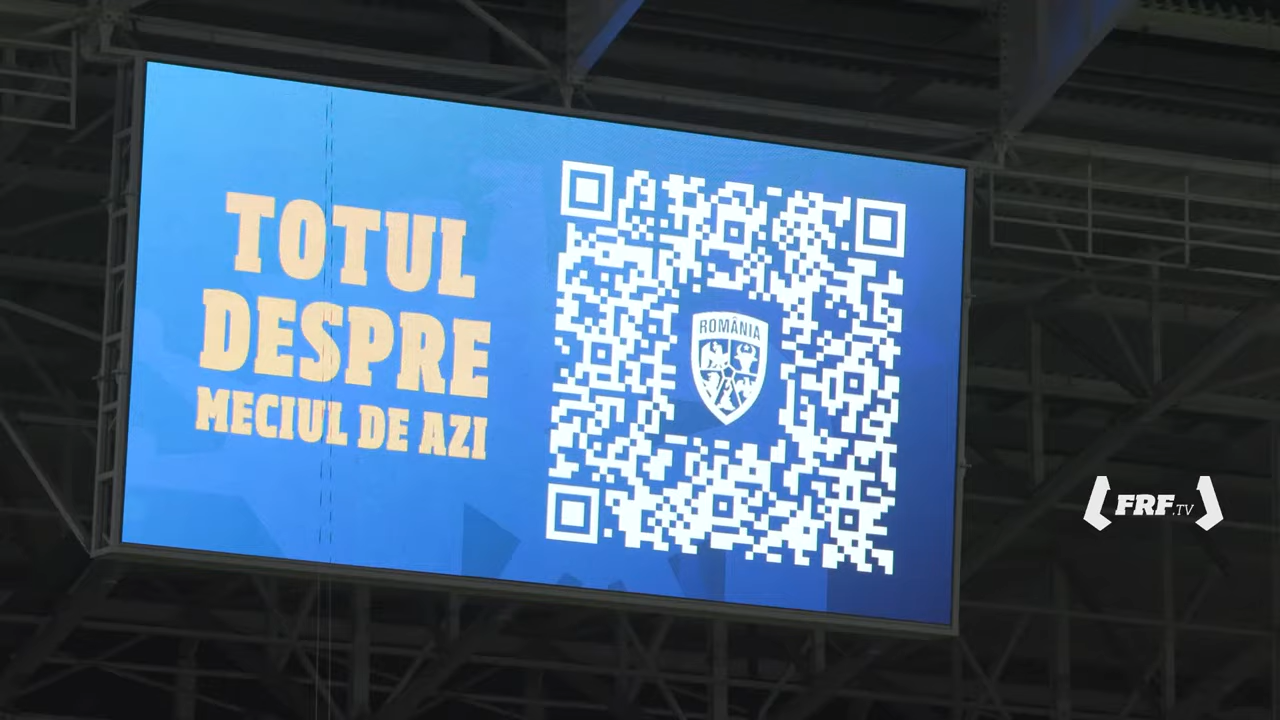 TOTUL
DESPRE
MECIUL DE AZI
ROMÂNIA
FRF.TV